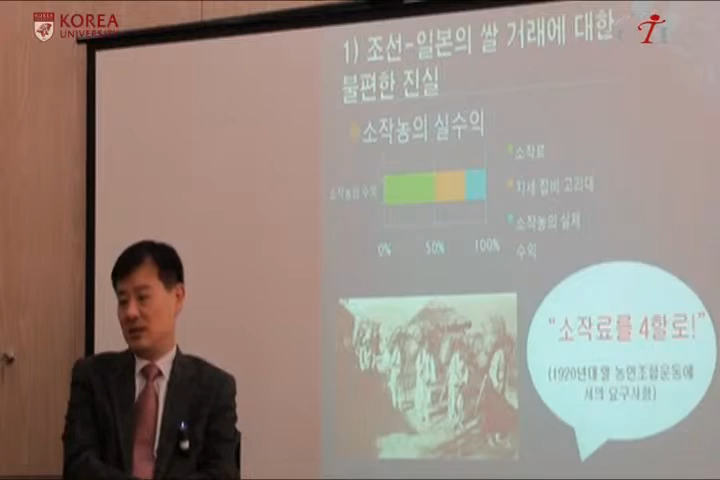 KOREA
UNIVERSITY
1) 조선-일본의 쌀 거래에 대한
불편한 진실
소작농의 실수익
소작농의 수익
0% 50% 100%
소작료
지세 잡비 고리대
소작농의 실제
수익
"소작료를 4할로!"
(1920년대 말 농민조합운동에
서의 요구사항)